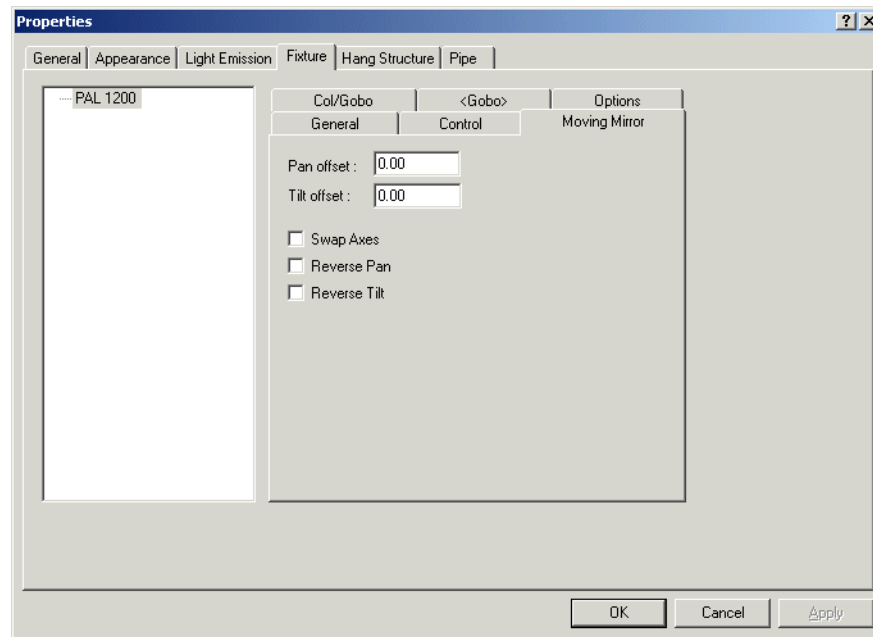 Properties
General Appearance Light Emission Fixture Hang Structure Pipe
PAL 1200
Col/Gobo <Gobo> Options
General Control Moving Mirror
Pan offset : 0.00
Tilt offset : 0.00
Swap Axes
Reverse Pan
Reverse Tilt
OK Cancel Apply